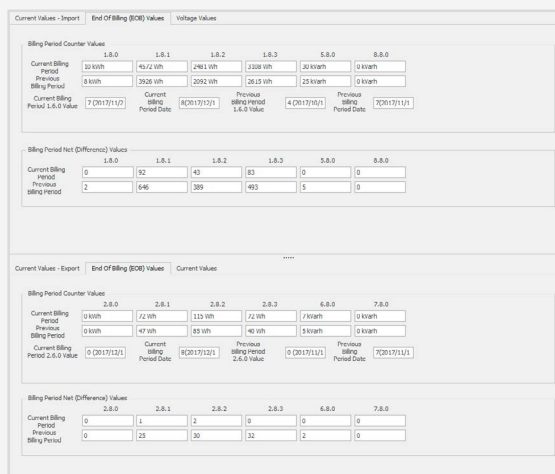 Current Values - Import End Of Billing (EOB) Values Voltage Values
Billing Period Counter Values
1.8.0 1.8.1 1.8.2 1.8.3 5.8.0 8.8.0
Current Billing Period 10 kWh 4572 Wh 2481 Wh 3108 Wh 30 kVarh 0 kVarh
Previous Billing Period 8 kWh 3926 Wh 2092 Wh 2615 Wh 25 kVarh 0 kVarh
Current Billing Period 1.6.0 Value 7 (2017/11/2 Current Billing Period Date 8(2017/12/1 Previous Billing Period 1.6.0 Value 4 (2017/10/1 Previous Billing Period Date 7(2017/11/1
Billing Period Net (Difference) Values
1.8.0 1.8.1 1.8.2 1.8.3 5.8.0 8.8.0
Current Billing Period 0 92 43 83 0 0
Previous Billing Period 2 646 389 493 5 0
Current Values - Export End Of Billing (EOB) Values Current Values
Billing Period Counter Values
2.8.0 2.8.1 2.8.2 2.8.3 6.8.0 7.8.0
Current Billing Period 0 kWh 72 Wh 115 Wh 72 Wh 7 kVarh 0 kVarh
Previous Billing Period 0 kWh 47 Wh 85 Wh 40 Wh 5 kVarh 0 kVarh
Current Billing Period 2.6.0 Value 0 (2017/12/1 Current Billing Period Date 8(2017/12/1 Previous Billing Period 2.6.0 Value 0 (2017/11/1 Previous Billing Period Date 7(2017/11/1
Billing Period Net (Difference) Values
2.8.0 2.8.1 2.8.2 2.8.3 6.8.0 7.8.0
Current Billing Period 0 1 2 0 0 0
Previous Billing Period 0 25 30 32 2 0